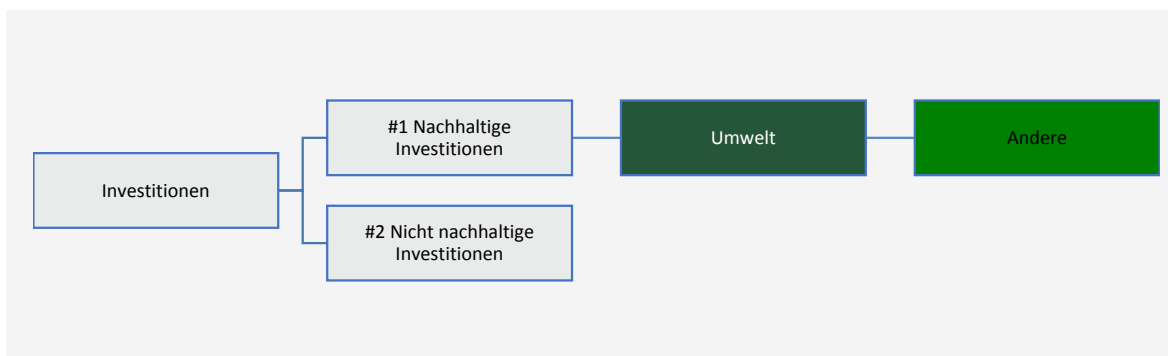 #1 Nachhaltige
Investitionen
Umwelt
Andere
Investitionen
#2 Nicht nachhaltige
Investitionen